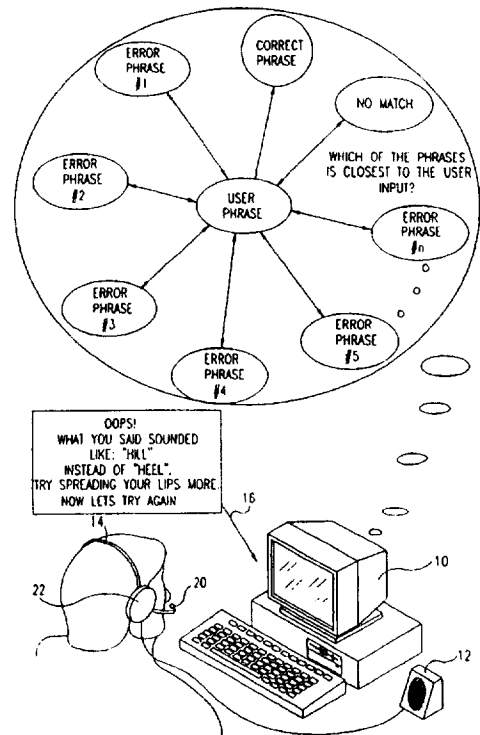 CORRECT
PHRASE
ERROR
PHRASE
#1
NO MATCH
WHICH OF THE PHRASES
IS CLOSEST TO THE USER
INPUT?
ERROR
PHRASE
#2
USER
PHRASE
ERROR
PHRASE
#n
ERROR
PHRASE
#3
ERROR
PHRASE
#5
ERROR
PHRASE
#4
OOPS!
WHAT YOU SAID SOUNDED
LIKE: "HILL"
INSTEAD OF "HEEL".
TRY SPREADING YOUR LIPS MORE.
NOW LETS TRY AGAIN
14
16
10
22
20
12